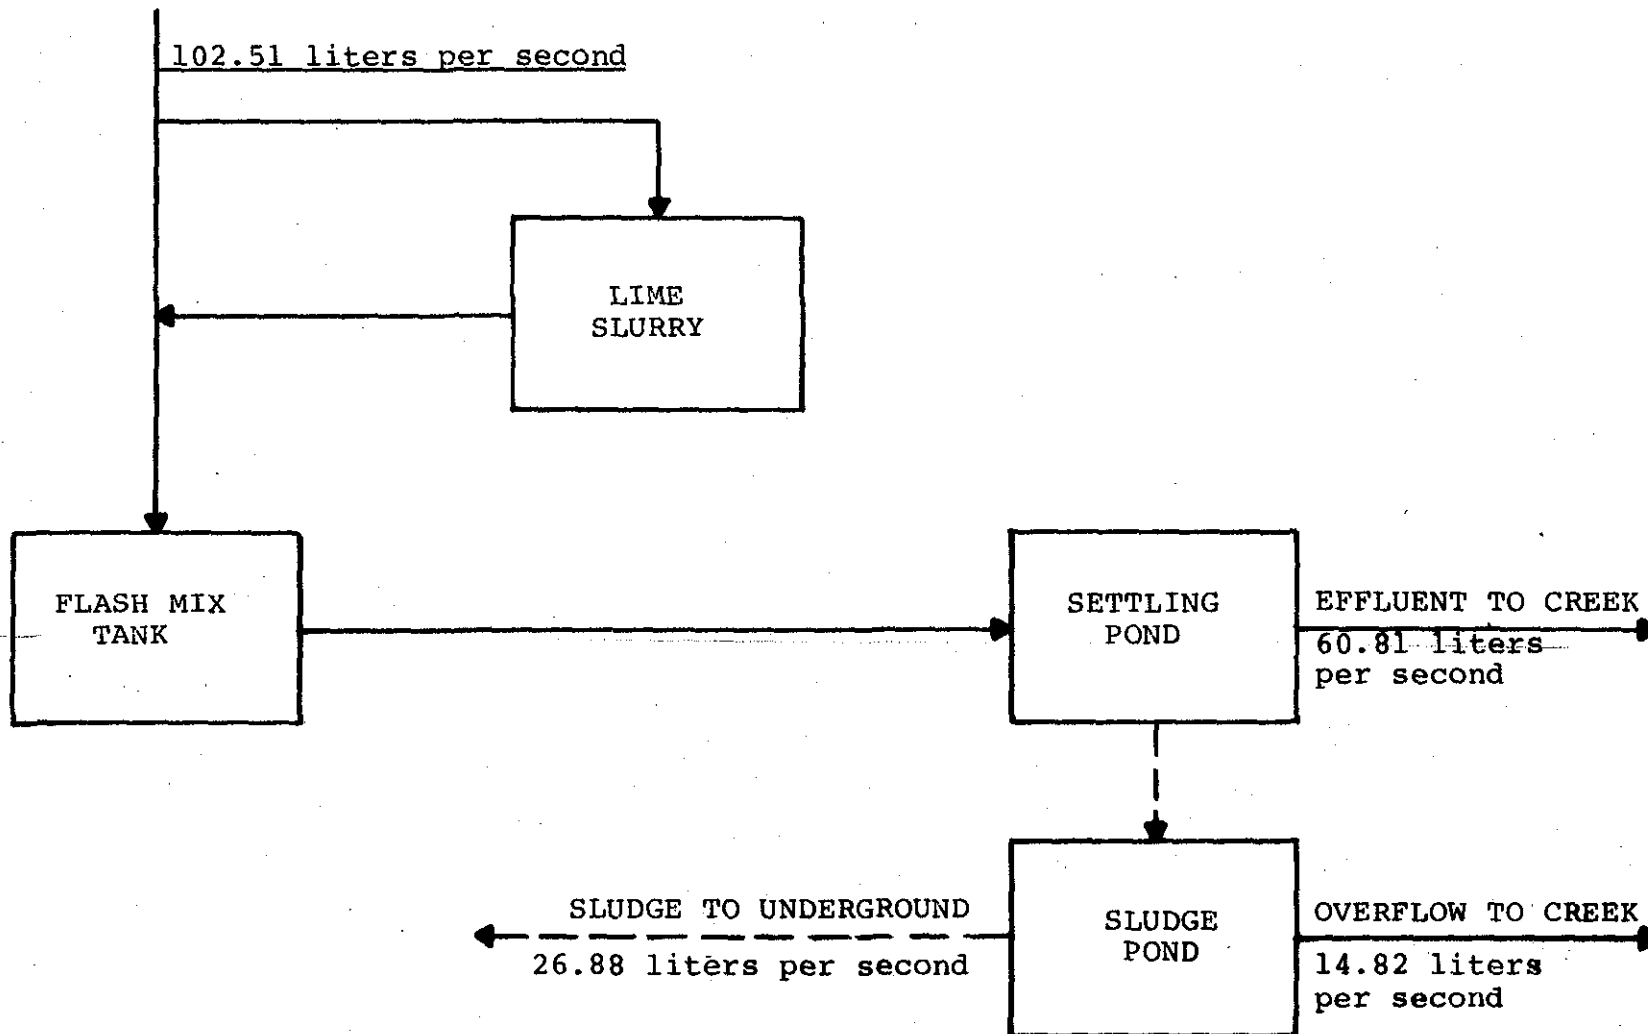 102.51 liters per second
LIME
SLURRY
FLASH MIX
TANK
SETTLING
POND
EFFLUENT TO CREEK
60.81 liters
per second
SLUDGE TO UNDERGROUND
26.88 liters per second
SLUDGE
POND
OVERFLOW TO CREEK
14.82 liters
per second